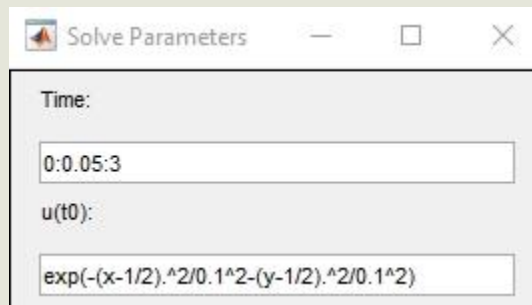 Solve Parameters
Time:
0:0.05:3
u(t0):
exp(-(x-1/2).^2/0.1^2-(y-1/2).^2/0.1^2)